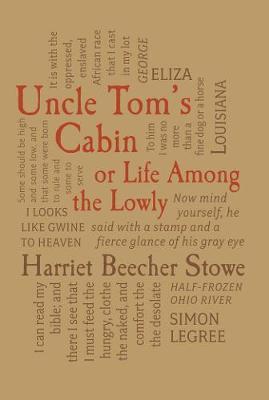 It is with the
oppressed,
enslaved
African race
that I cast
in my lot
GEORGE
ELIZA
Uncle Tom's
Cabin
or Life Among
the Lowly
Some should be high
and some low, and
that some were born
to rule and
some to
serve
To him
I was no
more
than a
fine dog or a horse
LOUISIANA
I LOOKS
LIKE GWINE
TO HEAVEN
Now mind
yourself, he
said with a stamp and a
fierce glance of his gray eye
Harriet Beecher Stowe
I can read my
bible; and
there I see that
I must feed the
hungry, clothe
the naked, and
comfort the
desolate
HALF-FROZEN
OHIO RIVER
SIMON
LEGREE